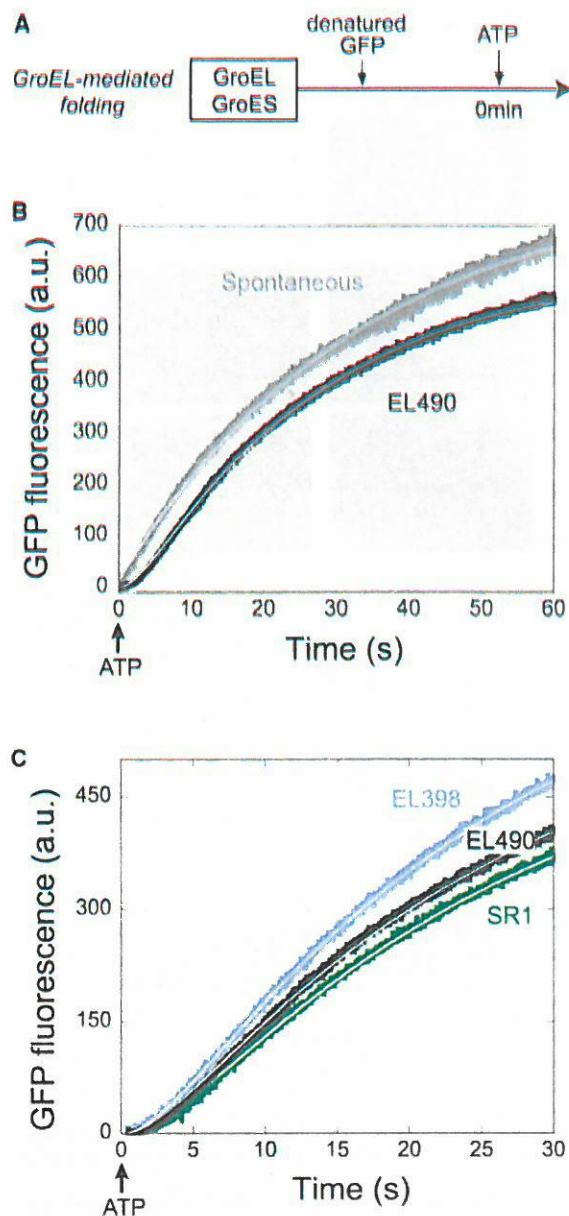 A
GroEL-mediated
folding
GroEL
GroES
denatured
GFP
ATP
0min
B
GFP fluorescence (a.u.)
700
600
500
400
300
200
100
0
Spontaneous
EL490
0 10 20 30 40 50 60
ATP
Time (s)
C
GFP fluorescence (a.u.)
450
300
150
0
EL398
EL490
SR1
0 5 10 15 20 25 30
ATP
Time (s)